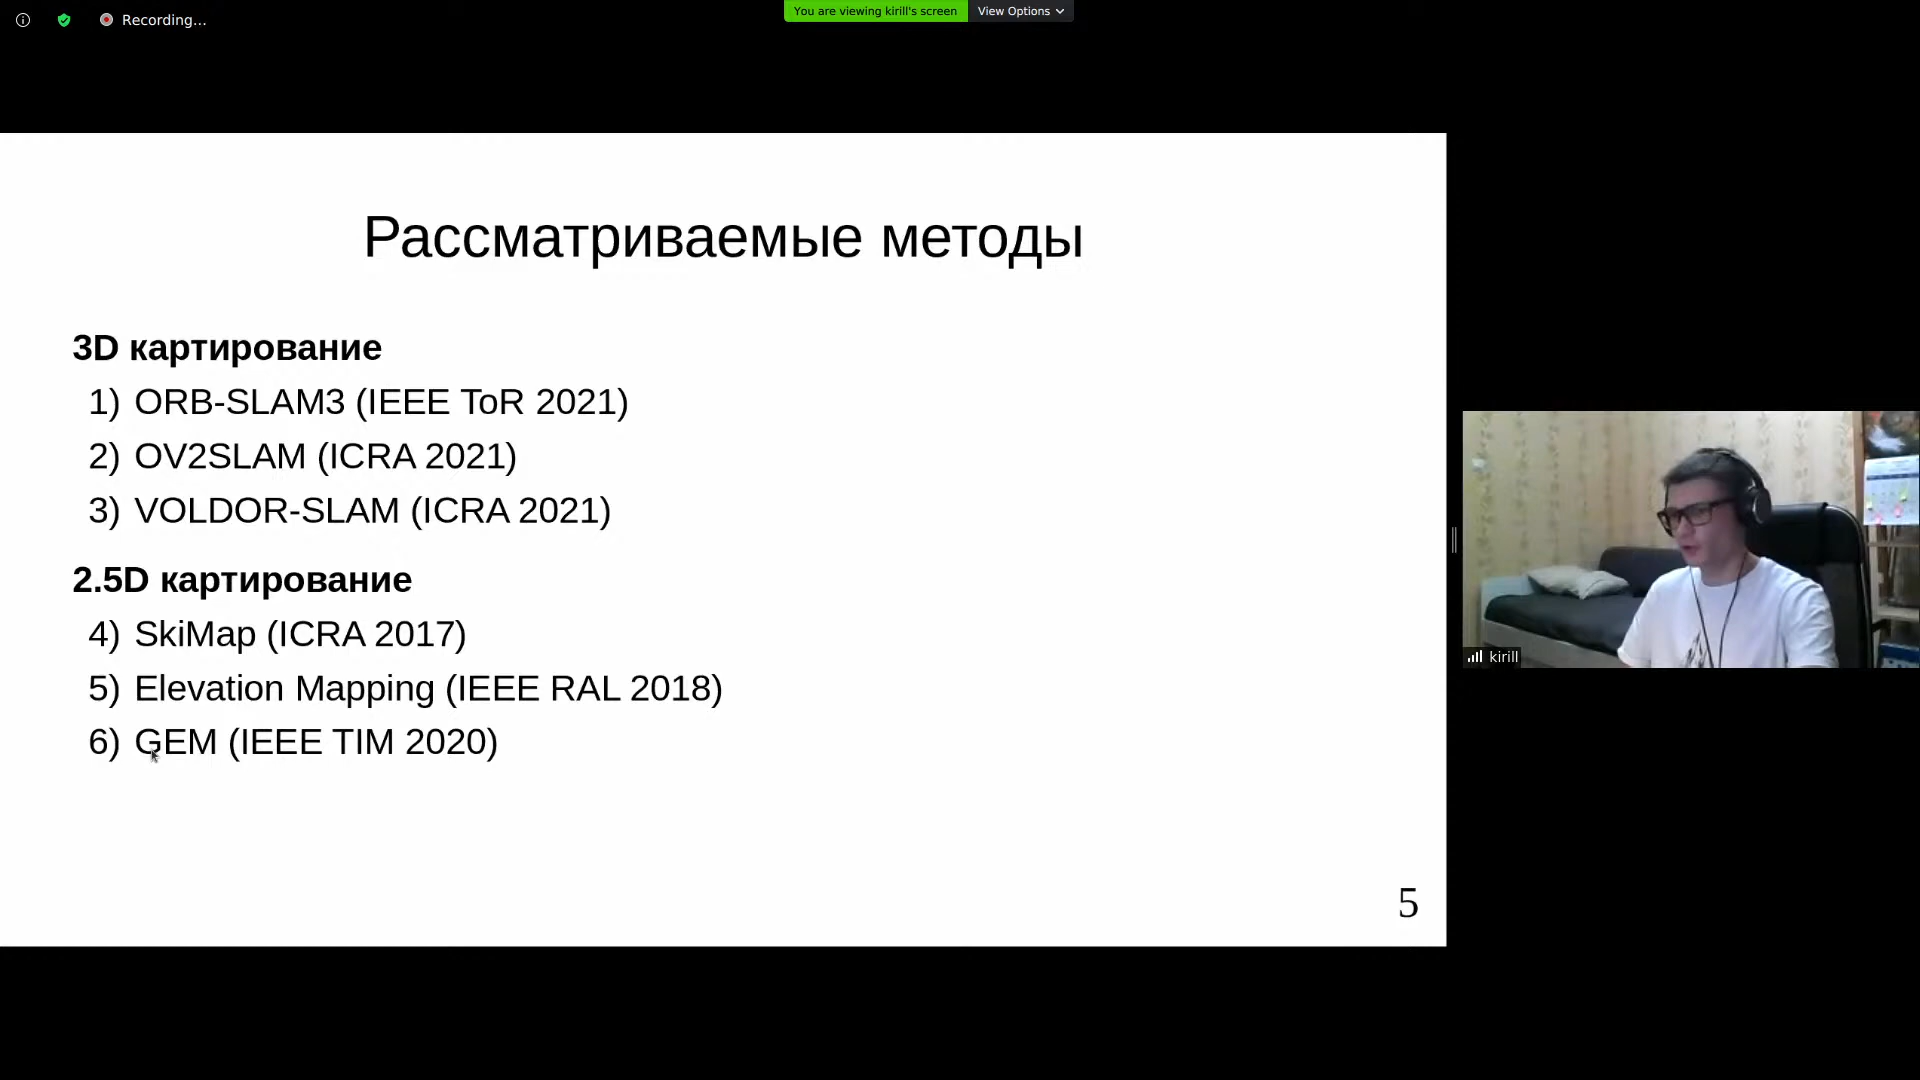 Recording...
You are viewing kirill's screen
View Options
Рассматриваемые методы
3D картирование
1) ORB-SLAM3 (IEEE ToR 2021)
2) OV2SLAM (ICRA 2021)
3) VOLDOR-SLAM (ICRA 2021)
2.5D картирование
4) SkiMap (ICRA 2017)
5) Elevation Mapping (IEEE RAL 2018)
6) GEM (IEEE TIM 2020)
5
kirill